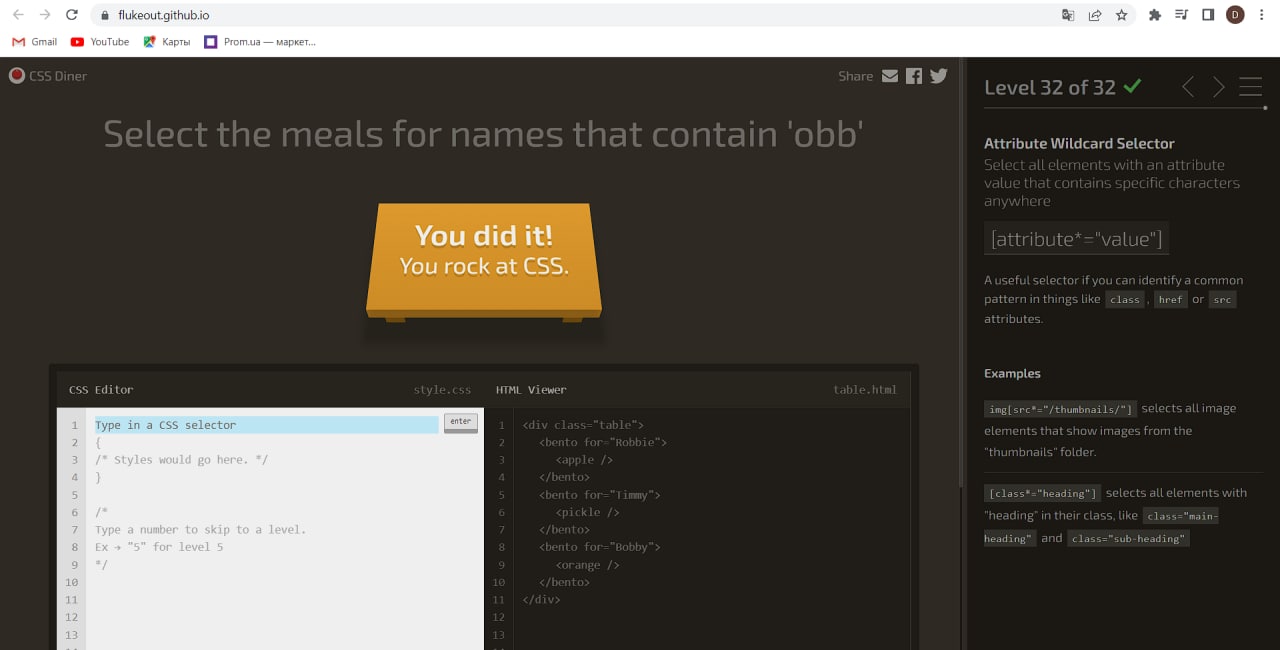 flukeout.github.io
D
Gmail YouTube Карты Prom.ua — маркет...
CSS Diner
Share
Select the meals for names that contain 'obb'
You did it!
You rock at CSS.
CSS Editor style.css
1 Type in a CSS selector enter
2 {
3 /* Styles would go here. */
4 }
5
6 /*
7 Type a number to skip to a level.
8 Ex → "5" for level 5
9 */
10
11
12
13
HTML Viewer table.html
1 <div class="table">
2 <bento for="Robbie">
3 <apple />
4 </bento>
5 <bento for="Timmy">
6 <pickle />
7 </bento>
8 <bento for="Bobby">
9 <orange />
10 </bento>
11 </div>
12
13
Level 32 of 32
Attribute Wildcard Selector
Select all elements with an attribute
value that contains specific characters
anywhere
[attribute*="value"]
A useful selector if you can identify a common
pattern in things like class , href or src
attributes.
Examples
img[src*="/thumbnails/"] selects all image
elements that show images from the
"thumbnails" folder.
[class*="heading"] selects all elements with
"heading" in their class, like class="main-
heading" and class="sub-heading"